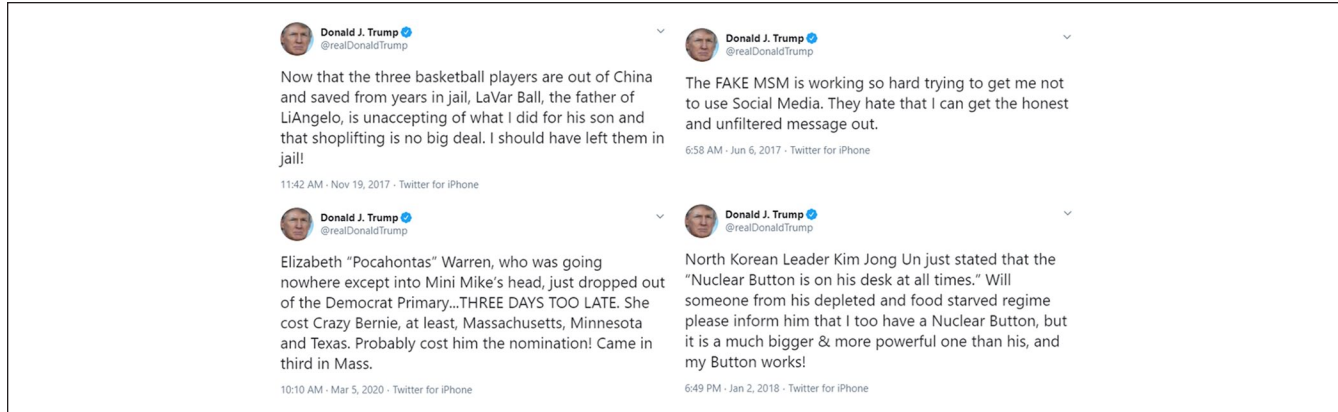 Donald J. Trump
@realDonaldTrump
Now that the three basketball players are out of China
and saved from years in jail, LaVar Ball, the father of
LiAngelo, is unaccepting of what I did for his son and
that shoplifting is no big deal. I should have left them in
jail!
11:42 AM · Nov 19, 2017 · Twitter for iPhone
Donald J. Trump
@realDonaldTrump
The FAKE MSM is working so hard trying to get me not
to use Social Media. They hate that I can get the honest
and unfiltered message out.
6:58 AM · Jun 6, 2017 · Twitter for iPhone
Donald J. Trump
@realDonaldTrump
Elizabeth “Pocahontas” Warren, who was going
nowhere except into Mini Mike’s head, just dropped out
of the Democrat Primary...THREE DAYS TOO LATE. She
cost Crazy Bernie, at least, Massachusetts, Minnesota
and Texas. Probably cost him the nomination! Came in
third in Mass.
10:10 AM · Mar 5, 2020 · Twitter for iPhone
Donald J. Trump
@realDonaldTrump
North Korean Leader Kim Jong Un just stated that the
“Nuclear Button is on his desk at all times.” Will
someone from his depleted and food starved regime
please inform him that I too have a Nuclear Button, but
it is a much bigger & more powerful one than his, and
my Button works!
6:49 PM · Jan 2, 2018 · Twitter for iPhone